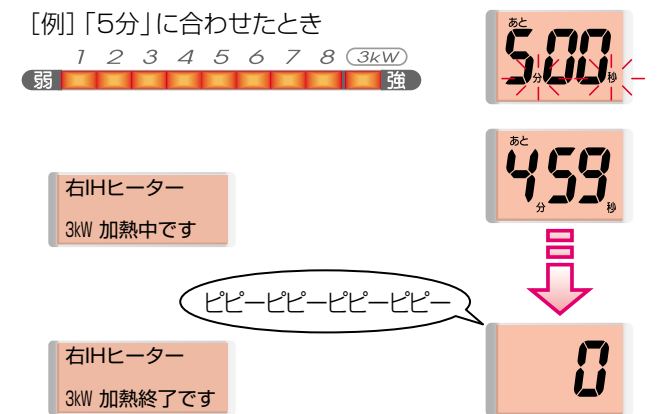 ［例］「5分」に合わせたとき
1 2 3 4 5 6 7 8 3kW
弱 強
あと
5 00
分 秒
あと
4 59
分 秒
右IHヒーター
3kW 加熱中です
ピピーピピーピピーピピー
0
右IHヒーター
3kW 加熱終了です